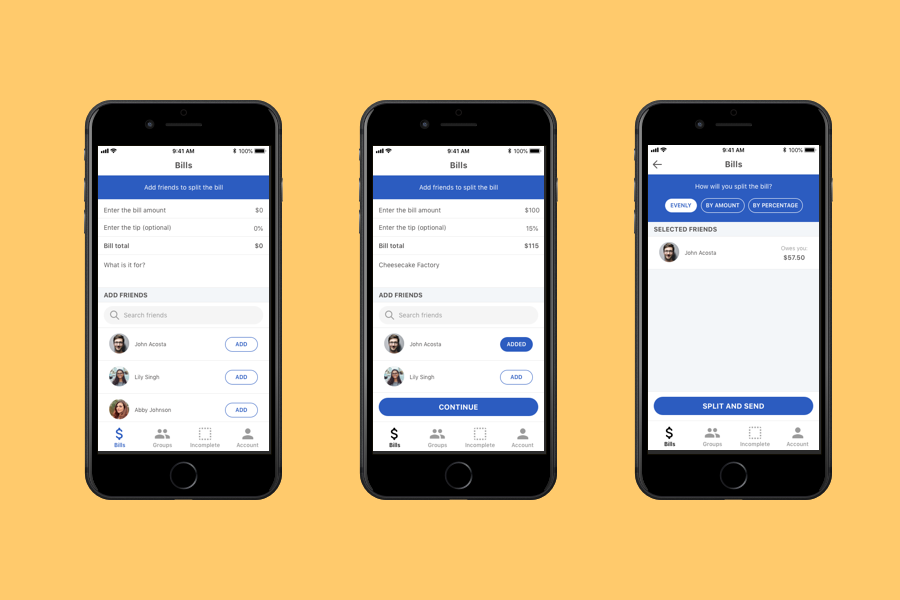 9:41 AM 100%
Bills
Add friends to split the bill
Enter the bill amount $0
Enter the tip (optional) 0%
Bill total $0
What is it for?
ADD FRIENDS
Search friends
John Acosta ADD
Lily Singh ADD
Abby Johnson ADD
$
Bills Groups Incomplete Account
9:41 AM 100%
Bills
Add friends to split the bill
Enter the bill amount $100
Enter the tip (optional) 15%
Bill total $115
Cheesecake Factory
ADD FRIENDS
Search friends
John Acosta ADDED
Lily Singh ADD
CONTINUE
$
Bills Groups Incomplete Account
9:41 AM 100%
Bills
How will you split the bill?
EVENLY BY AMOUNT BY PERCENTAGE
SELECTED FRIENDS
Owes you:
John Acosta
$57.50
SPLIT AND SEND
$
Bills Groups Incomplete Account